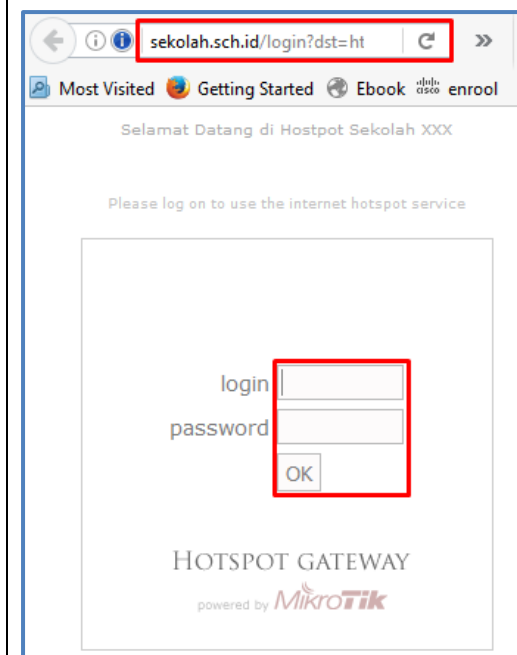 sekolah.sch.id/login?dst=ht
Most Visited Getting Started Ebook cisco enrool
Selamat Datang di Hostpot Sekolah XXX
Please log on to use the internet hotspot service
login
password
OK
HOTSPOT GATEWAY
powered by MikroTik